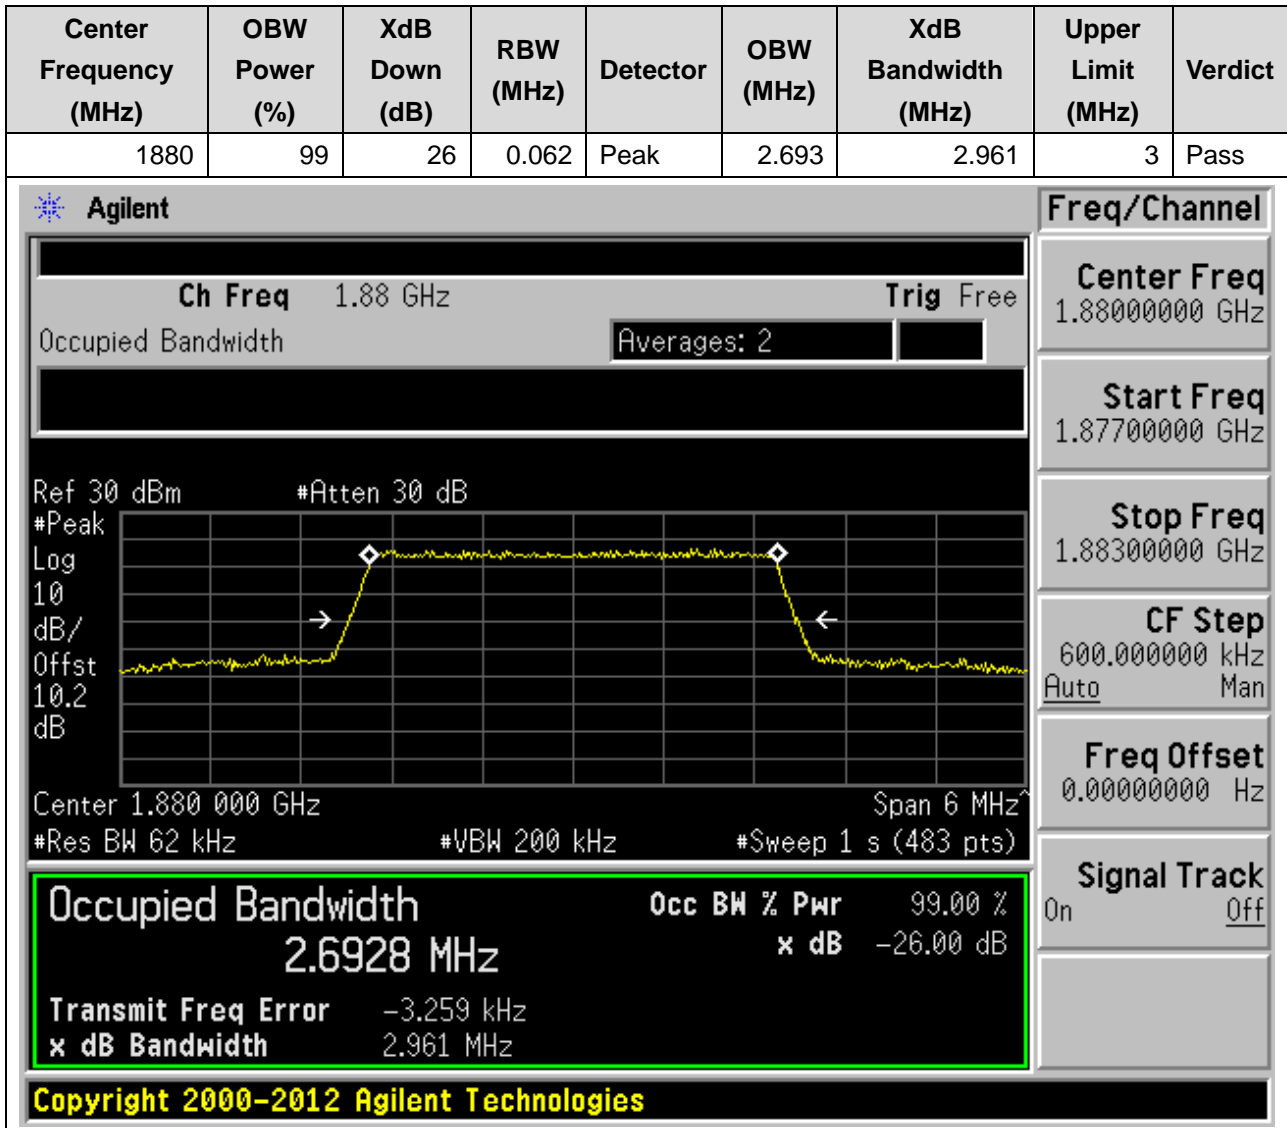 Center Frequency (MHz) OBW Power (%) XdB Down (dB) RBW (MHz) Detector OBW (MHz) XdB Bandwidth (MHz) Upper Limit (MHz) Verdict
1880 99 26 0.062 Peak 2.693 2.961 3 Pass
Agilent
Freq/Channel
Ch Freq 1.88 GHz Trig Free
Occupied Bandwidth Averages: 2
Center Freq
1.88000000 GHz
Start Freq
1.87700000 GHz
Stop Freq
1.88300000 GHz
CF Step
600.000000 kHz
Auto Man
Freq Offset
0.00000000 Hz
Signal Track
On Off
Ref 30 dBm #Atten 30 dB
#Peak
Log
10
dB/
Offst
10.2
dB
Center 1.880 000 GHz Span 6 MHz^
#Res BW 62 kHz #VBW 200 kHz #Sweep 1 s (483 pts)
Occupied Bandwidth Occ BW % Pwr 99.00 %
2.6928 MHz x dB -26.00 dB
Transmit Freq Error -3.259 kHz
x dB Bandwidth 2.961 MHz
Copyright 2000-2012 Agilent Technologies